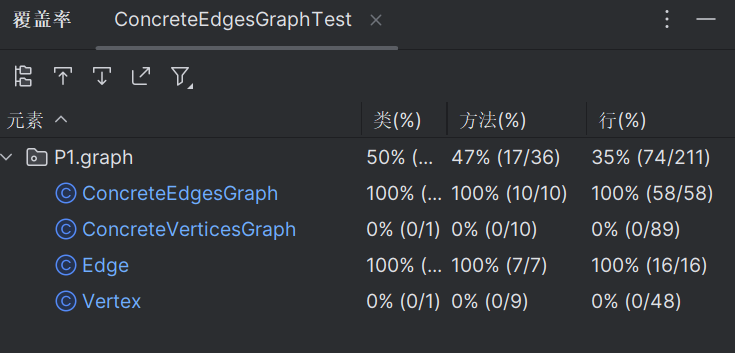 覆盖率 ConcreteEdgesGraphTest
元素 类(%) 方法(%) 行(%)
P1.graph 50% (... 47% (17/36) 35% (74/211)
ConcreteEdgesGraph 100% (... 100% (10/10) 100% (58/58)
ConcreteVerticesGraph 0% (0/1) 0% (0/10) 0% (0/89)
Edge 100% (... 100% (7/7) 100% (16/16)
Vertex 0% (0/1) 0% (0/9) 0% (0/48)